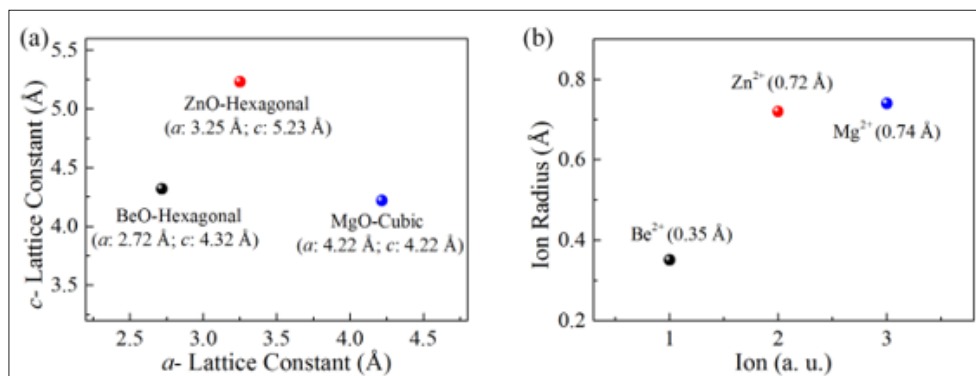 (a)
5.5
5.0
4.5
4.0
3.5
c- Lattice Constant (Å)
ZnO-Hexagonal
(a: 3.25 Å; c: 5.23 Å)
BeO-Hexagonal
(a: 2.72 Å; c: 4.32 Å)
MgO-Cubic
(a: 4.22 Å; c: 4.22 Å)
2.5 3.0 3.5 4.0 4.5
a- Lattice Constant (Å)
(b)
0.8
0.6
0.4
0.2
Ion Radius (Å)
Zn²⁺ (0.72 Å)
Mg²⁺ (0.74 Å)
Be²⁺ (0.35 Å)
1 2 3
Ion (a. u.)